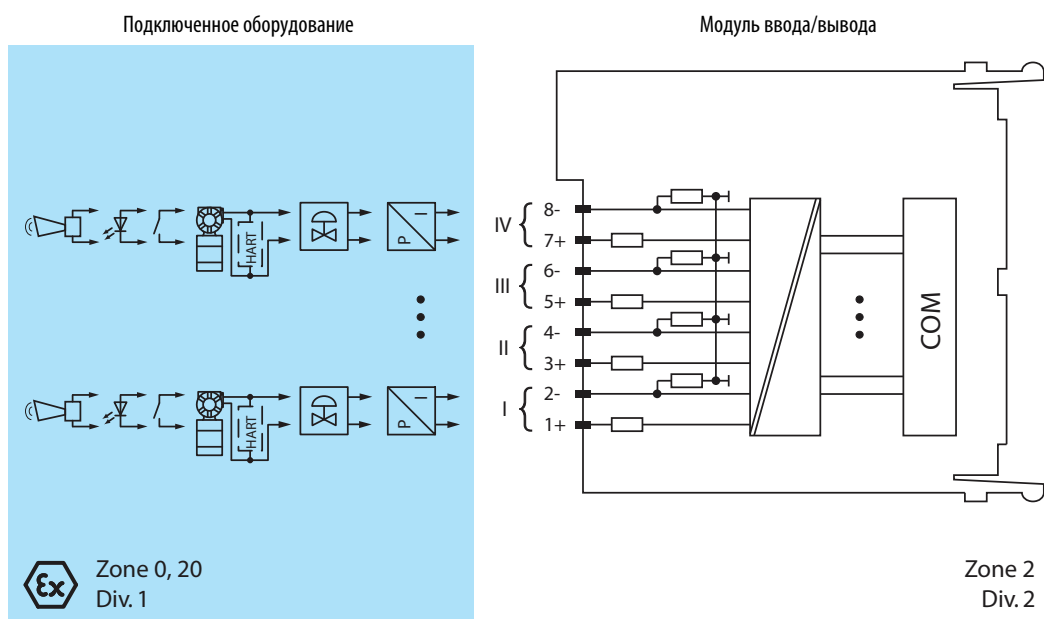 Подключенное оборудование
Модуль ввода/вывода
HART
P I
HART
P I
IV
8-
7+
III
6-
5+
II
4-
3+
I
2-
1+
COM
Ex
Zone 0, 20
Div. 1
Zone 2
Div. 2